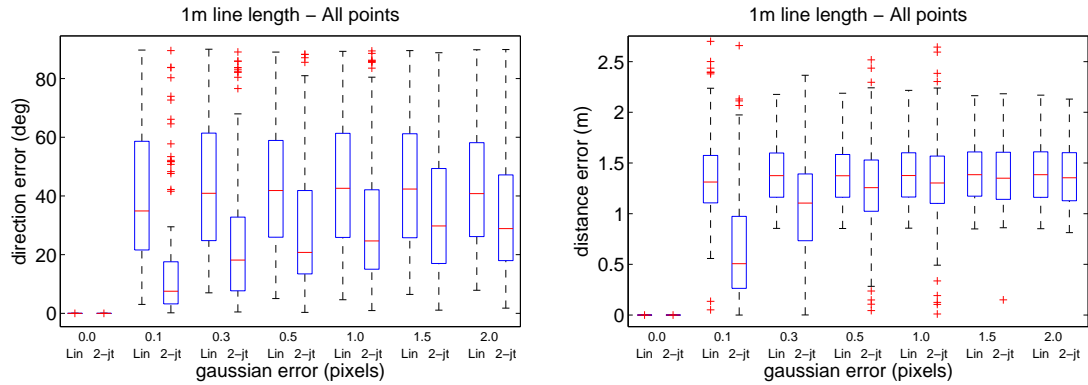 1m line length – All points
direction error (deg)
80
60
40
20
0
0.0 0.1 0.3 0.5 1.0 1.5 2.0
Lin 2−jt Lin 2−jt Lin 2−jt Lin 2−jt Lin 2−jt Lin 2−jt Lin 2−jt
gaussian error (pixels)
1m line length – All points
distance error (m)
2.5
2
1.5
1
0.5
0
0.0 0.1 0.3 0.5 1.0 1.5 2.0
Lin 2−jt Lin 2−jt Lin 2−jt Lin 2−jt Lin 2−jt Lin 2−jt Lin 2−jt
gaussian error (pixels)